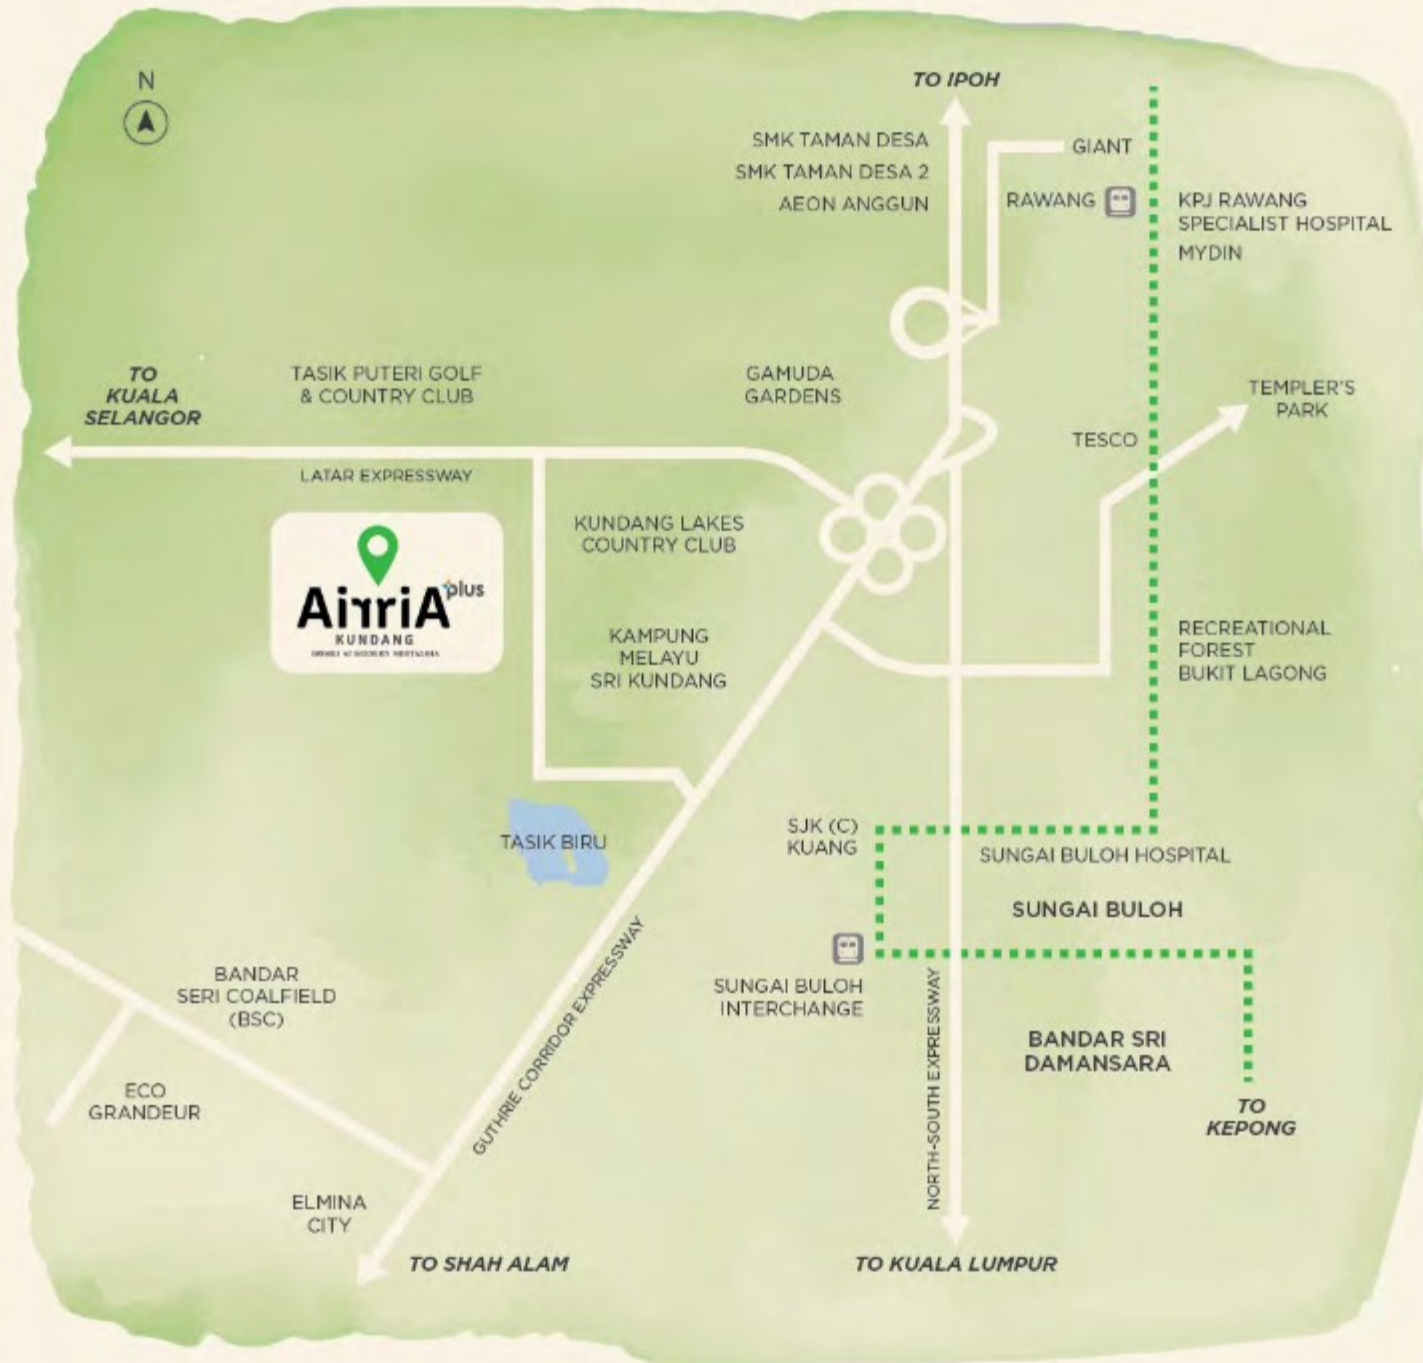 N
TO IPOH
SMK TAMAN DESA
SMK TAMAN DESA 2
AEON ANGGUN
GIANT
RAWANG
KPJ RAWANG
SPECIALIST HOSPITAL
MYDIN
TO
KUALA
SELANGOR
TASIK PUTERI GOLF
& COUNTRY CLUB
GAMUDA
GARDENS
TEMPLER'S
PARK
TESCO
LATAR EXPRESSWAY
KUNDANG LAKES
COUNTRY CLUB
AirriA plus
KUNDANG
KAMPUNG
MELAYU
SRI KUNDANG
RECREATIONAL
FOREST
BUKIT LAGONG
TASIK BIRU
SJK (C)
KUANG
SUNGAI BULOH HOSPITAL
SUNGAI BULOH
BANDAR
SERI COALFIELD
(BSC)
SUNGAI BULOH
INTERCHANGE
GUTHRIE CORRIDOR EXPRESSWAY
NORTH-SOUTH EXPRESSWAY
BANDAR SRI
DAMANSARA
ECO
GRANDEUR
TO
KEPONG
ELMINA
CITY
TO SHAH ALAM
TO KUALA LUMPUR